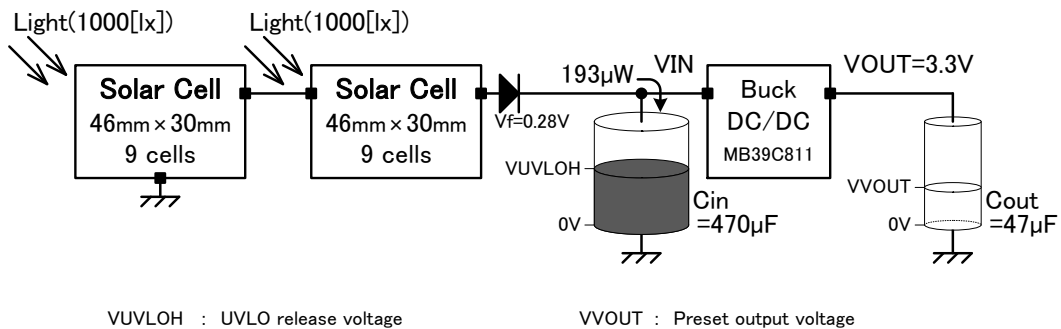 Light(1000[lx])
Light(1000[lx])
Solar Cell
46mm×30mm
9 cells
Solar Cell
46mm×30mm
9 cells
Vf=0.28V
193μW
VIN
Buck
DC/DC
MB39C811
VOUT=3.3V
VUVLOH
0V
Cin
=470μF
VVOUT
0V
Cout
=47μF
VUVLOH : UVLO release voltage
VVOUT : Preset output voltage